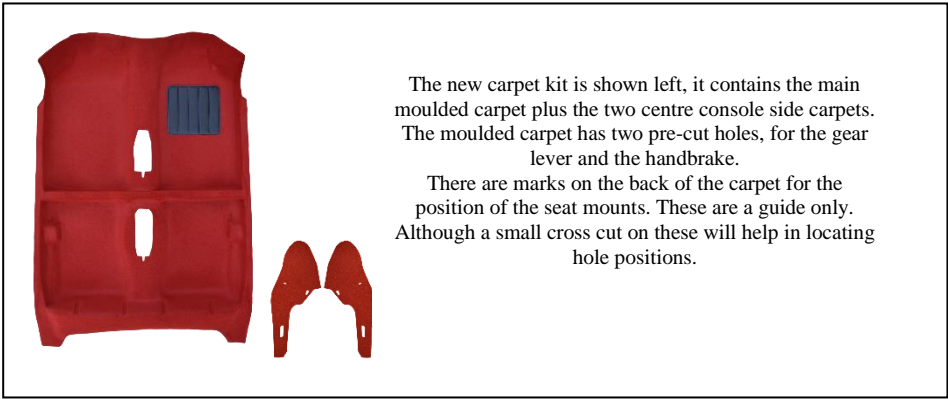 The new carpet kit is shown left, it contains the main
moulded carpet plus the two centre console side carpets.
The moulded carpet has two pre-cut holes, for the gear
lever and the handbrake.
There are marks on the back of the carpet for the
position of the seat mounts. These are a guide only.
Although a small cross cut on these will help in locating
hole positions.